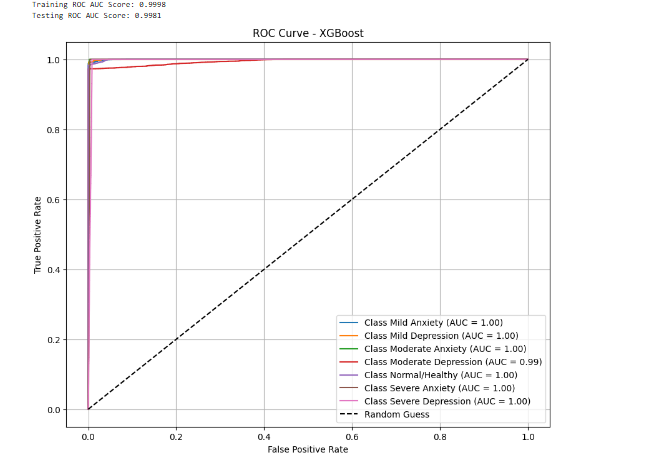 Training ROC AUC Score: 0.9998
Testing ROC AUC Score: 0.9981
ROC Curve - XGBoost
1.0
0.8
0.6
0.4
0.2
0.0
True Positive Rate
Class Mild Anxiety (AUC = 1.00)
Class Mild Depression (AUC = 1.00)
Class Moderate Anxiety (AUC = 1.00)
Class Moderate Depression (AUC = 0.99)
Class Normal/Healthy (AUC = 1.00)
Class Severe Anxiety (AUC = 1.00)
Class Severe Depression (AUC = 1.00)
Random Guess
0.0 0.2 0.4 0.6 0.8 1.0
False Positive Rate